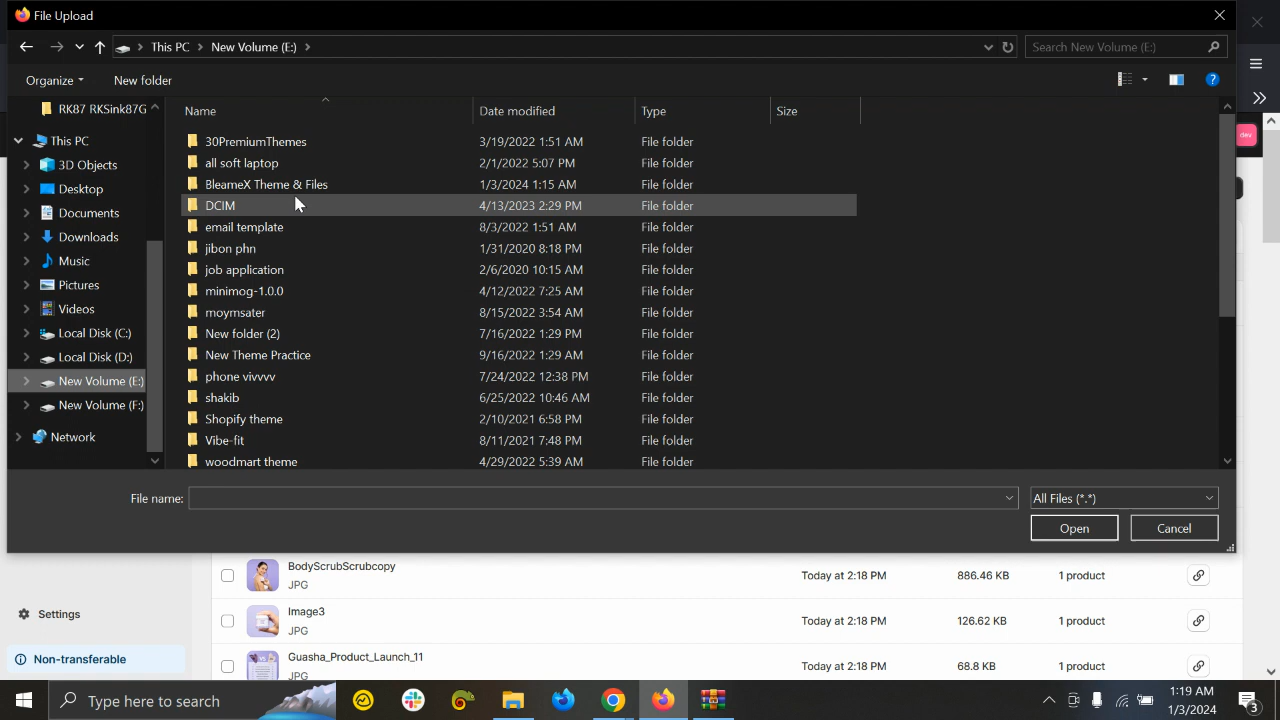 File Upload
This PC > New Volume (E:) >
Search New Volume (E:)
Organize
New folder
Name
Date modified
Type
Size
RK87 RKSink87G
This PC
3D Objects
Desktop
Documents
Downloads
Music
Pictures
Videos
Local Disk (C:)
Local Disk (D:)
New Volume (E:)
New Volume (F:)
Network
30PremiumThemes 3/19/2022 1:51 AM File folder
all soft laptop 2/1/2022 5:07 PM File folder
BleameX Theme & Files 1/3/2024 1:15 AM File folder
DCIM 4/13/2023 2:29 PM File folder
email template 8/3/2022 1:51 AM File folder
jibon phn 1/31/2020 8:18 PM File folder
job application 2/6/2020 10:15 AM File folder
minimog-1.0.0 4/12/2022 7:25 AM File folder
moymsater 8/15/2022 3:54 AM File folder
New folder (2) 7/16/2022 1:29 PM File folder
New Theme Practice 9/16/2022 1:29 AM File folder
phone vivvvv 7/24/2022 12:38 PM File folder
shakib 6/25/2022 10:46 AM File folder
Shopify theme 2/10/2021 6:58 PM File folder
Vibe-fit 8/11/2021 7:48 PM File folder
woodmart theme 4/29/2022 5:39 AM File folder
File name:
All Files (*.*)
Open
Cancel
dev
BodyScrubScrubcopy
JPG
Today at 2:18 PM 886.46 KB 1 product
Image3
JPG
Today at 2:18 PM 126.62 KB 1 product
Guasha_Product_Launch_11
JPG
Today at 2:18 PM 68.8 KB 1 product
Settings
Non-transferable
Type here to search
1:19 AM
1/3/2024
3